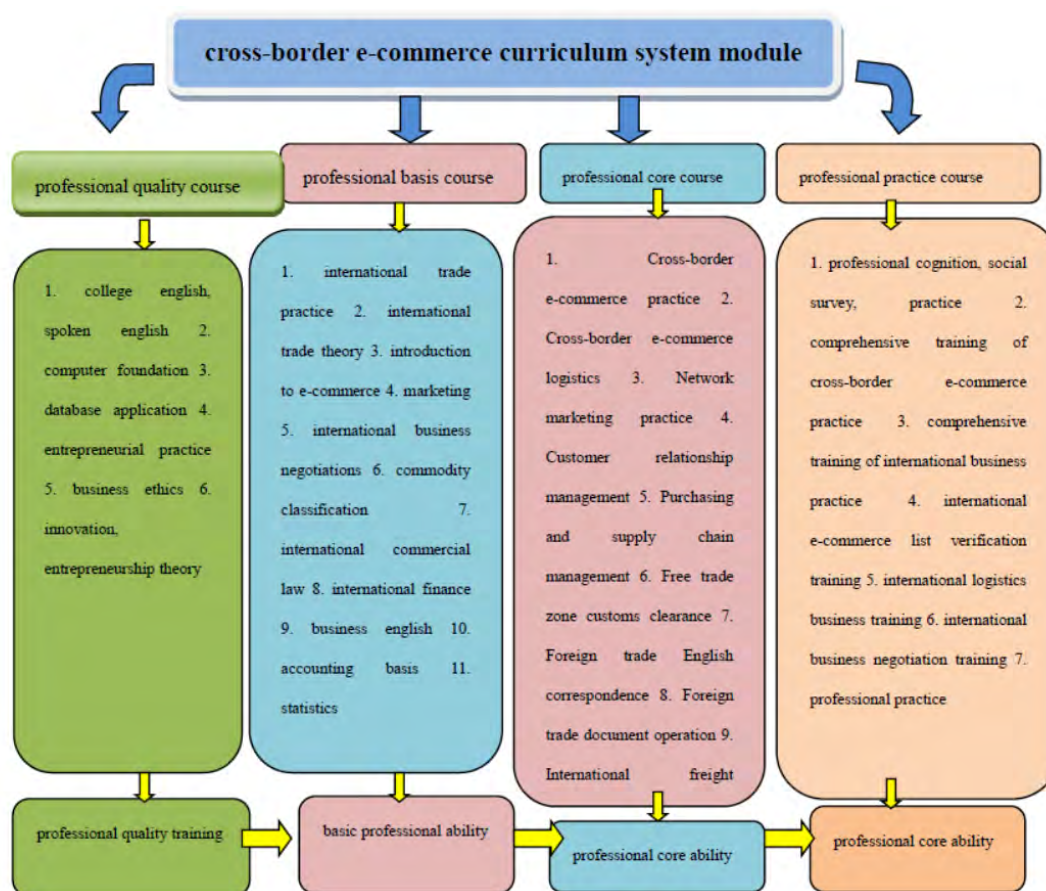 cross-border e-commerce curriculum system module
professional quality course
professional basis course
professional core course
professional practice course
1. college english,
spoken english 2.
computer foundation 3.
database application 4.
entrepreneurial practice
5. business ethics 6.
innovation,
entrepreneurship theory
1. international trade
practice 2. international
trade theory 3. introduction
to e-commerce 4. marketing
5. international business
negotiations 6. commodity
classification 7.
international commercial
law 8. international finance
9. business english 10.
accounting basis 11.
statistics
1. Cross-border
e-commerce practice 2.
Cross-border e-commerce
logistics 3. Network
marketing practice 4.
Customer relationship
management 5. Purchasing
and supply chain
management 6. Free trade
zone customs clearance 7.
Foreign trade English
correspondence 8. Foreign
trade document operation 9.
International freight
1. professional cognition, social
survey, practice 2.
comprehensive training of
cross-border e-commerce
practice 3. comprehensive
training of international business
practice 4. international
e-commerce list verification
training 5. international logistics
business training 6. international
business negotiation training 7.
professional practice
professional quality training
basic professional ability
professional core ability
professional core ability